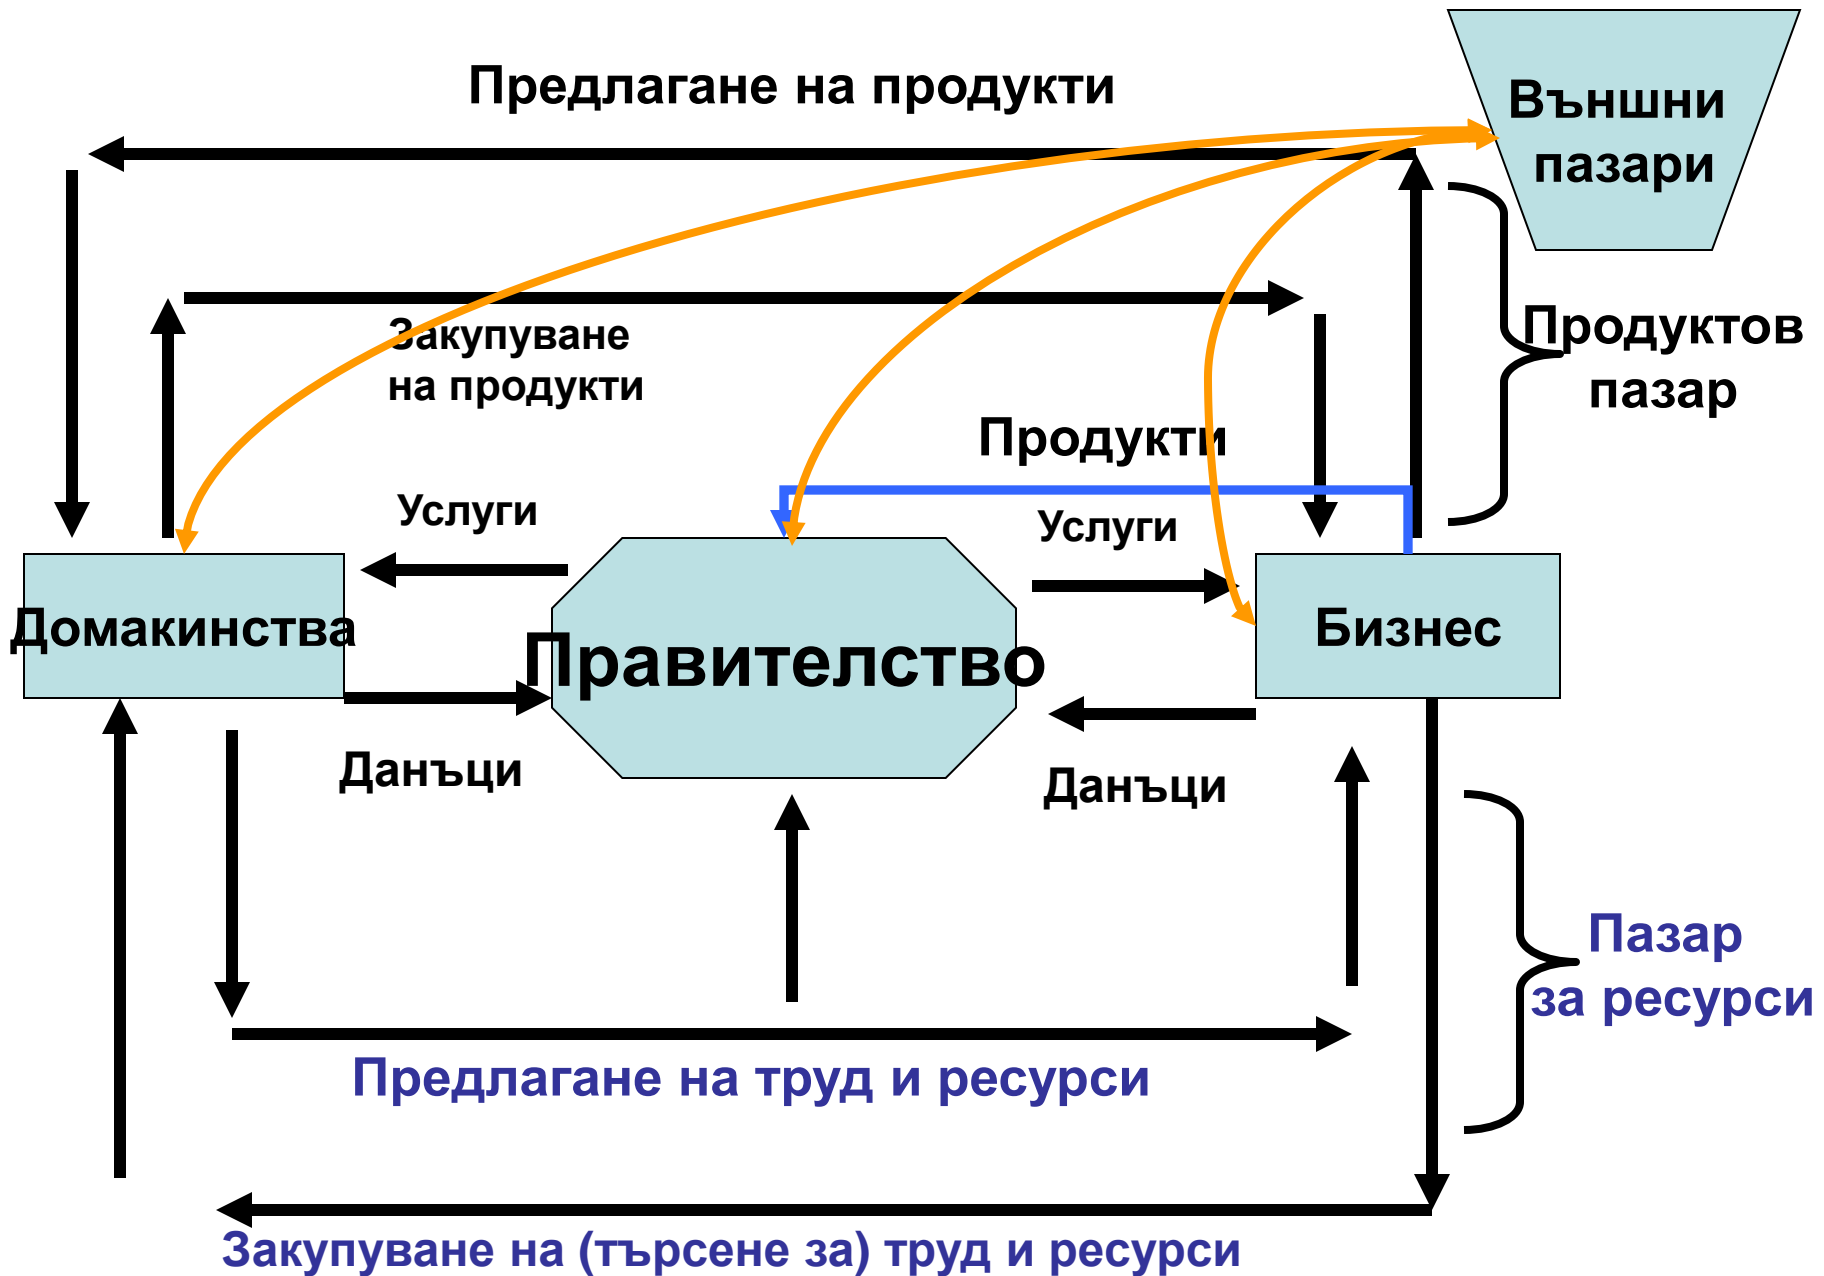 Предлагане на продукти
Външни
пазари
Закупуване
на продукти
Продуктов
пазар
Продукти
Услуги
Услуги
Домакинства
Правителство
Бизнес
Данъци
Данъци
Пазар
за ресурси
Предлагане на труд и ресурси
Закупуване на (търсене за) труд и ресурси